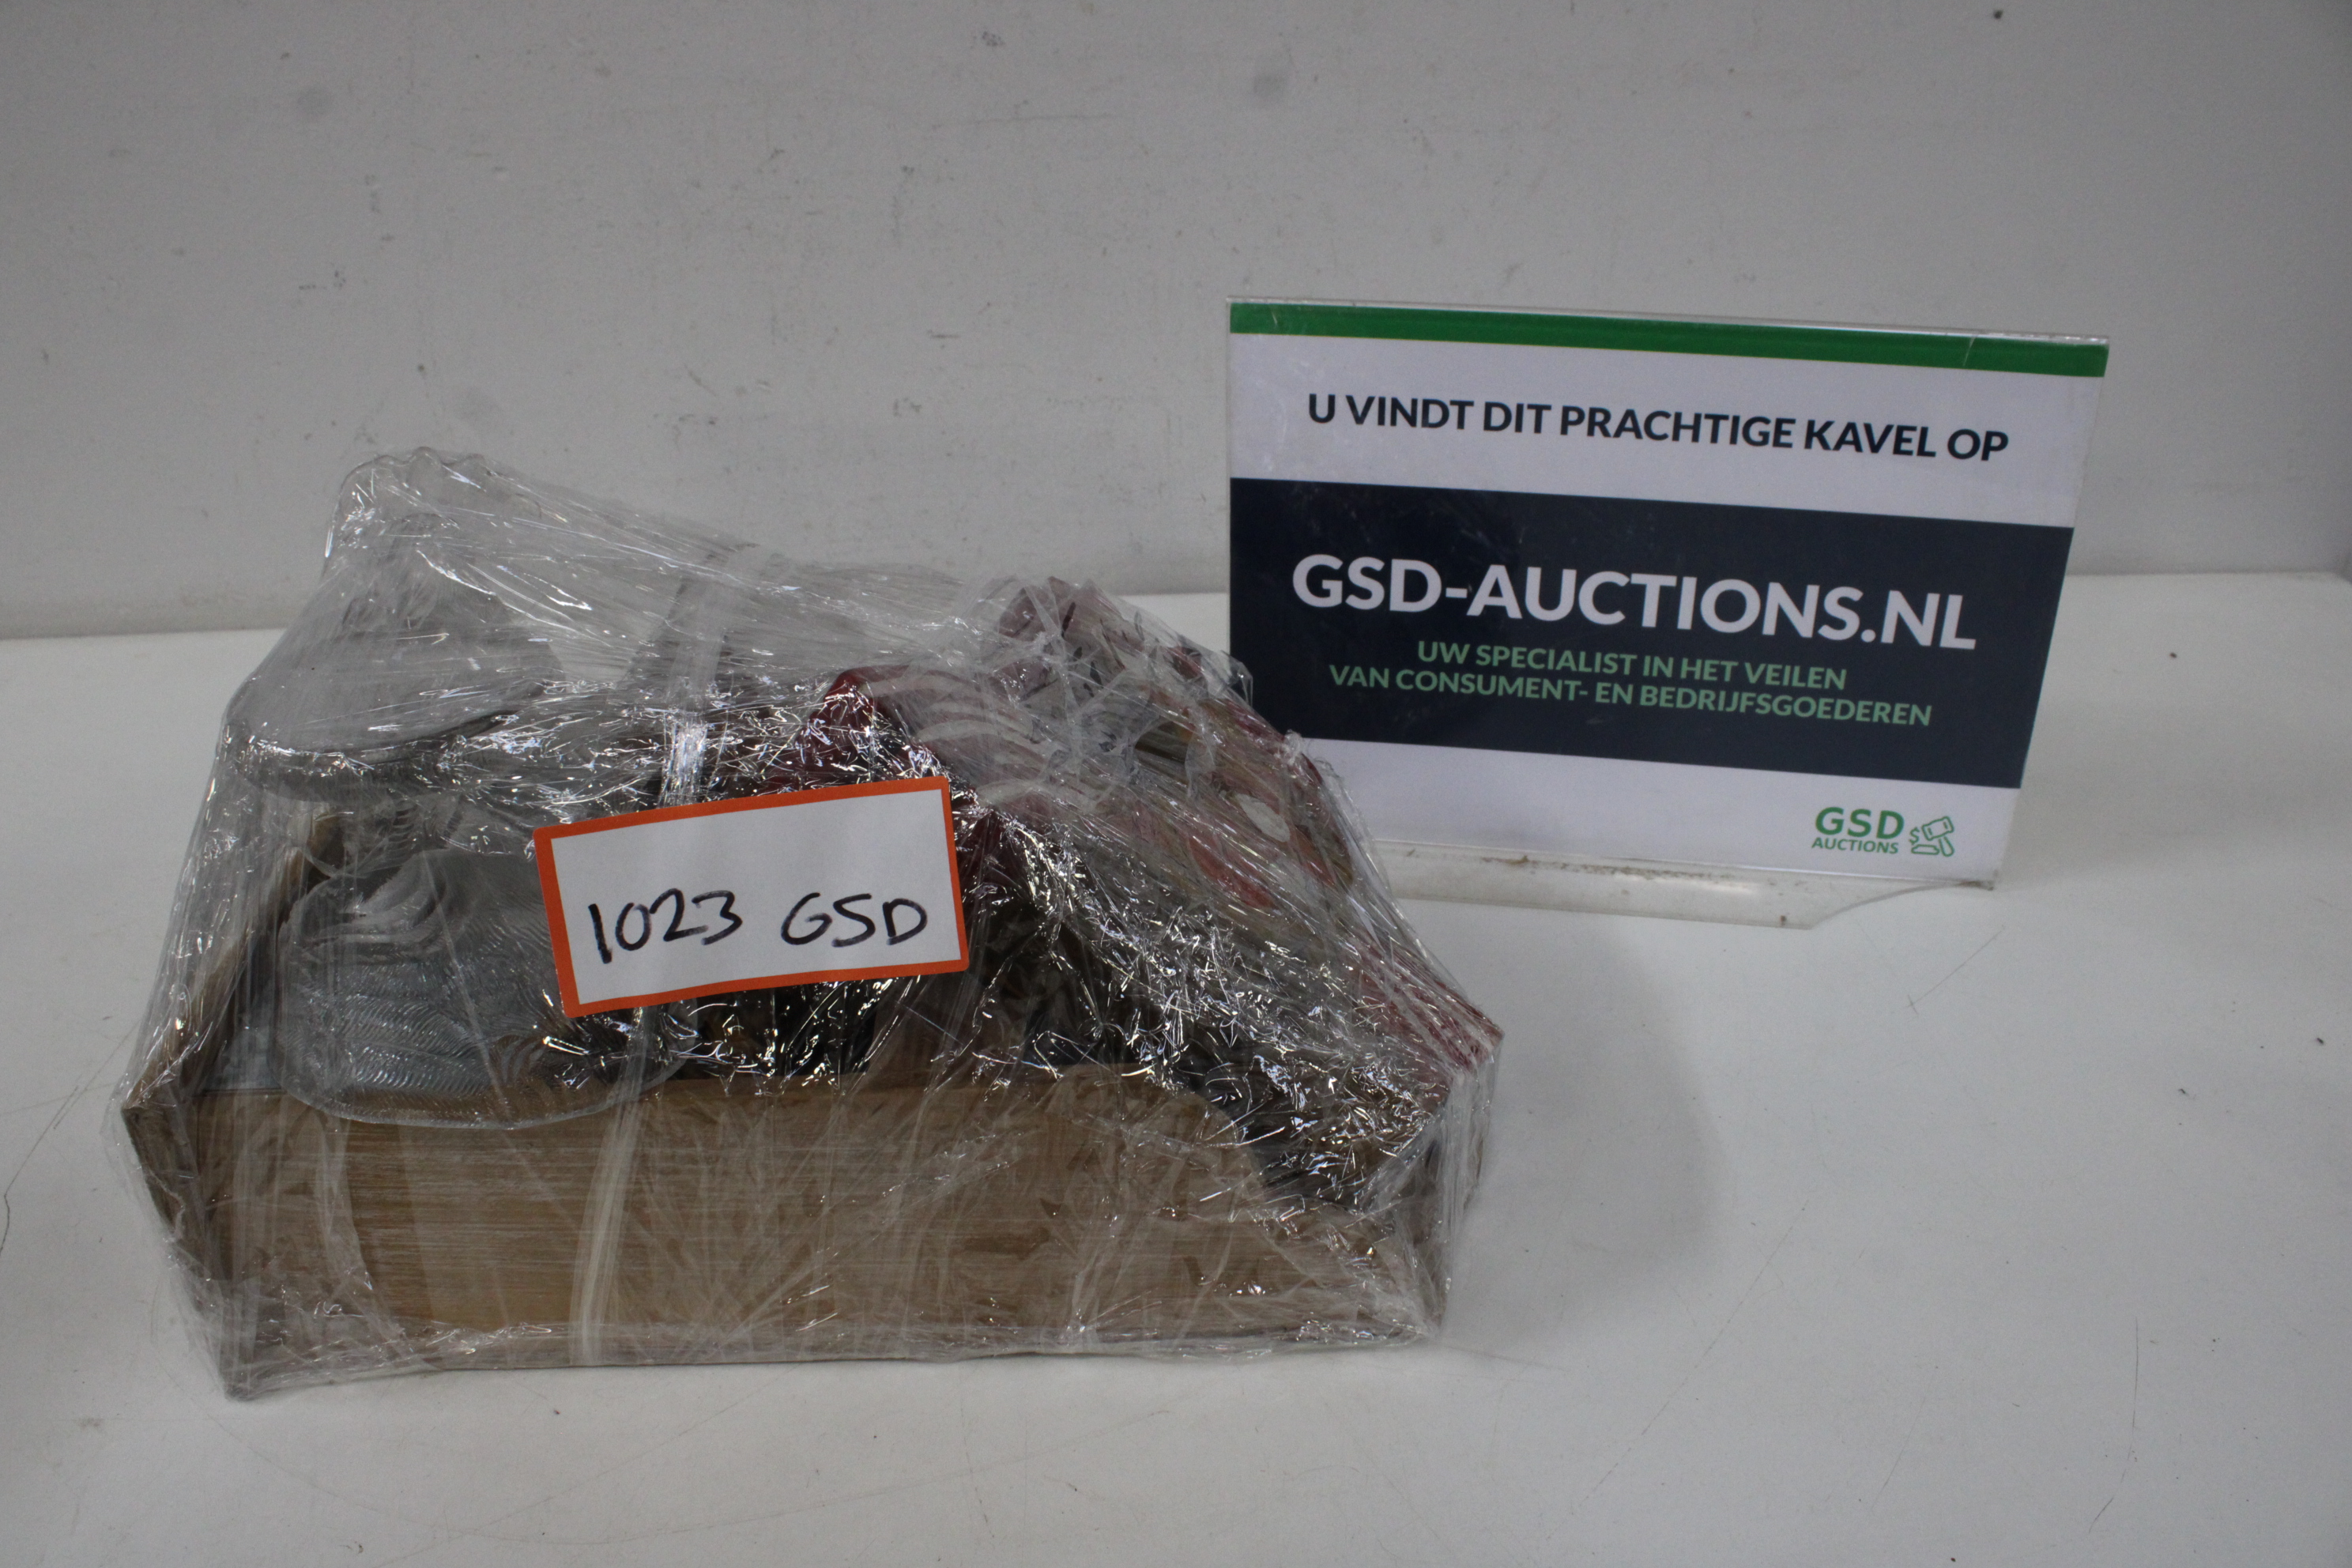 U VINDT DIT PRACHTIGE KAVEL OP
GSD-AUCTIONS.NL
UW SPECIALIST IN HET VEILEN
VAN CONSUMENT- EN BEDRIJFSGOEDEREN
GSD
AUCTIONS
1023 GSD